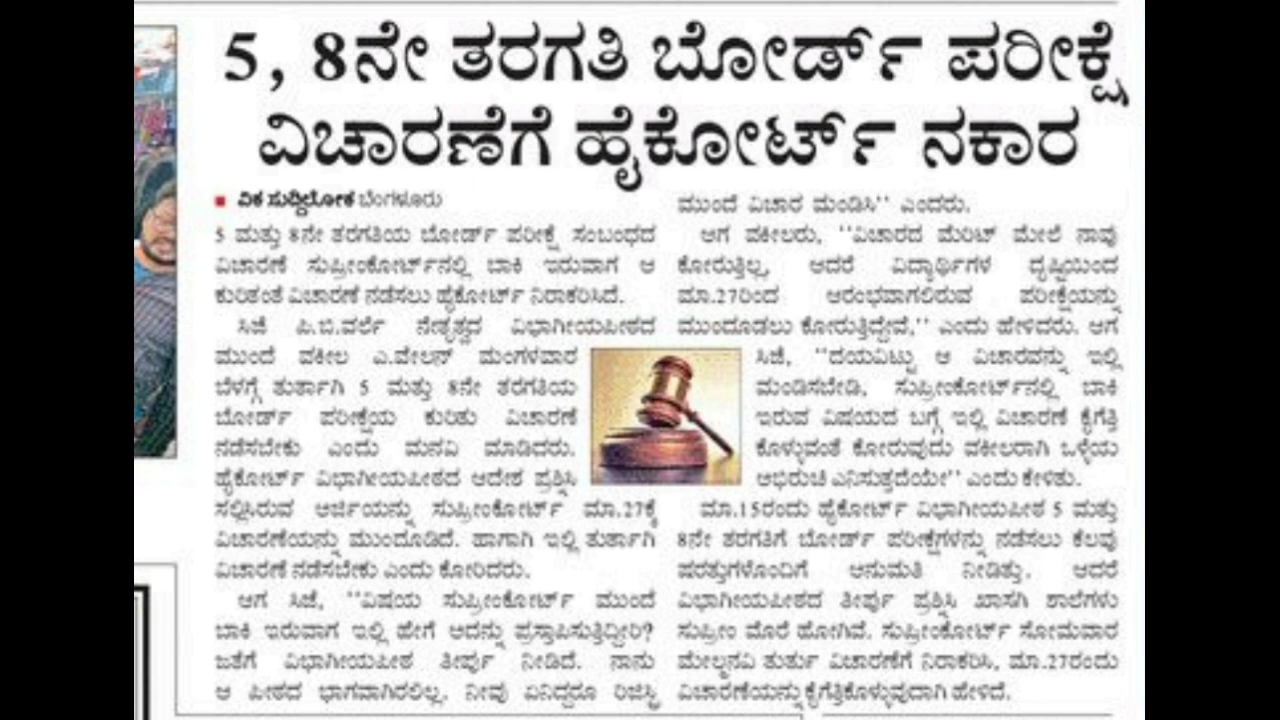 5, 8ನೇ ತರಗತಿ ಬೋರ್ಡ್ ಪರೀಕ್ಷೆ
ವಿಚಾರಣೆಗೆ ಹೈಕೋರ್ಟ್ ನಕಾರ
■ ವಿಕ ಸುದ್ದಿಲೋಕ ಬೆಂಗಳೂರು
5 ಮತ್ತು 8ನೇ ತರಗತಿಯ ಬೋರ್ಡ್ ಪರೀಕ್ಷೆ ಸಂಬಂಧದ
ವಿಚಾರಣೆ ಸುಪ್ರೀಂಕೋರ್ಟ್‌ನಲ್ಲಿ ಬಾಕಿ ಇರುವಾಗ ಆ
ಕುರಿತಂತೆ ವಿಚಾರಣೆ ನಡೆಸಲು ಹೈಕೋರ್ಟ್ ನಿರಾಕರಿಸಿದೆ.
ಸಿಜೆ ಪಿ.ಬಿ.ವರ್ಲೆ ನೇತೃತ್ವದ ವಿಭಾಗೀಯಪೀಠದ
ಮುಂದೆ ವಕೀಲ ಎ.ವೇಲನ್ ಮಂಗಳವಾರ
ಬೆಳಗ್ಗೆ ತುರ್ತಾಗಿ 5 ಮತ್ತು 8ನೇ ತರಗತಿಯ
ಬೋರ್ಡ್ ಪರೀಕ್ಷೆಯ ಕುರಿತು ವಿಚಾರಣೆ
ನಡೆಸಬೇಕು ಎಂದು ಮನವಿ ಮಾಡಿದರು.
ಹೈಕೋರ್ಟ್ ವಿಭಾಗೀಯಪೀಠದ ಆದೇಶ ಪ್ರಶ್ನಿಸಿ
ಸಲ್ಲಿಸಿರುವ ಅರ್ಜಿಯನ್ನು ಸುಪ್ರೀಂಕೋರ್ಟ್ ಮಾ.27ಕ್ಕೆ
ವಿಚಾರಣೆಯನ್ನು ಮುಂದೂಡಿದೆ. ಹಾಗಾಗಿ ಇಲ್ಲಿ ತುರ್ತಾಗಿ
ವಿಚಾರಣೆ ನಡೆಸಬೇಕು ಎಂದು ಕೋರಿದರು.
ಆಗ ಸಿಜೆ, ''ವಿಷಯ ಸುಪ್ರೀಂಕೋರ್ಟ್ ಮುಂದೆ
ಬಾಕಿ ಇರುವಾಗ ಇಲ್ಲಿ ಹೇಗೆ ಅದನ್ನು ಪ್ರಸ್ತಾಪಿಸುತ್ತಿದ್ದೀರಿ?
ಜತೆಗೆ ವಿಭಾಗೀಯಪೀಠ ತೀರ್ಪು ನೀಡಿದೆ. ನಾನು
ಆ ಪೀಠದ ಭಾಗವಾಗಿರಲಿಲ್ಲ. ನೀವು ಏನಿದ್ದರೂ ರಿಜಿಸ್ಟ್ರಿ
ಮುಂದೆ ವಿಚಾರ ಮಂಡಿಸಿ'' ಎಂದರು.
ಆಗ ವಕೀಲರು, ''ವಿಚಾರದ ಮೆರಿಟ್ ಮೇಲೆ ನಾವು
ಕೋರುತ್ತಿಲ್ಲ, ಆದರೆ ವಿದ್ಯಾರ್ಥಿಗಳ ದೃಷ್ಟಿಯಿಂದ
ಮಾ.27ರಿಂದ ಆರಂಭವಾಗಲಿರುವ ಪರೀಕ್ಷೆಯನ್ನು
ಮುಂದೂಡಲು ಕೋರುತ್ತಿದ್ದೇವೆ,'' ಎಂದು ಹೇಳಿದರು. ಆಗ
ಸಿಜೆ, ''ದಯವಿಟ್ಟು ಆ ವಿಚಾರವನ್ನು ಇಲ್ಲಿ
ಮಂಡಿಸಬೇಡಿ, ಸುಪ್ರೀಂಕೋರ್ಟ್‌ನಲ್ಲಿ ಬಾಕಿ
ಇರುವ ವಿಷಯದ ಬಗ್ಗೆ ಇಲ್ಲಿ ವಿಚಾರಣೆ ಕೈಗೆತ್ತಿ
ಕೊಳ್ಳುವಂತೆ ಕೋರುವುದು ವಕೀಲರಾಗಿ ಒಳ್ಳೆಯ
ಅಭಿರುಚಿ ಎನಿಸುತ್ತದೆಯೇ'' ಎಂದು ಕೇಳಿತು.
ಮಾ.15ರಂದು ಹೈಕೋರ್ಟ್ ವಿಭಾಗೀಯಪೀಠ 5 ಮತ್ತು
8ನೇ ತರಗತಿಗೆ ಬೋರ್ಡ್ ಪರೀಕ್ಷೆಗಳನ್ನು ನಡೆಸಲು ಕೆಲವು
ಷರತ್ತುಗಳೊಂದಿಗೆ ಅನುಮತಿ ನೀಡಿತ್ತು. ಆದರೆ
ವಿಭಾಗೀಯಪೀಠದ ತೀರ್ಪು ಪ್ರಶ್ನಿಸಿ ಖಾಸಗಿ ಶಾಲೆಗಳು
ಸುಪ್ರೀಂ ಮೊರೆ ಹೋಗಿವೆ. ಸುಪ್ರೀಂಕೋರ್ಟ್ ಸೋಮವಾರ
ಮೇಲ್ಮನವಿ ತುರ್ತು ವಿಚಾರಣೆಗೆ ನಿರಾಕರಿಸಿ, ಮಾ.27ರಂದು
ವಿಚಾರಣೆಯನ್ನು ಕೈಗೆತ್ತಿಕೊಳ್ಳುವುದಾಗಿ ಹೇಳಿದೆ.